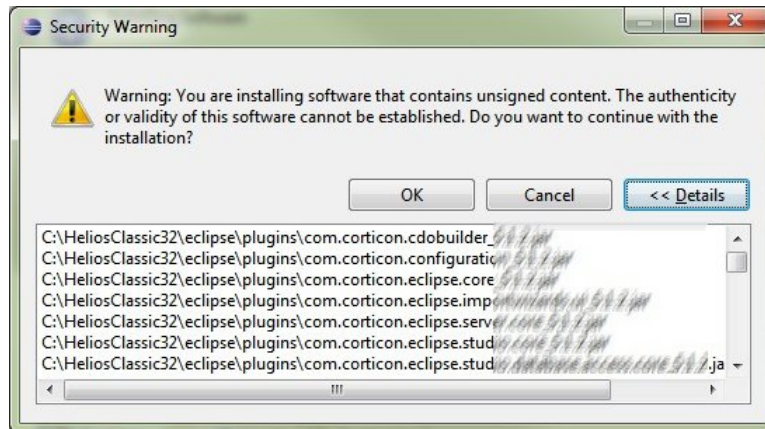 Security Warning
Warning: You are installing software that contains unsigned content. The authenticity
or validity of this software cannot be established. Do you want to continue with the
installation?
OK Cancel << Details
C:\HeliosClassic32\eclipse\plugins\com.corticon.cdobuilder_
C:\HeliosClassic32\eclipse\plugins\com.corticon.configuratio
C:\HeliosClassic32\eclipse\plugins\com.corticon.eclipse.core
C:\HeliosClassic32\eclipse\plugins\com.corticon.eclipse.impo
C:\HeliosClassic32\eclipse\plugins\com.corticon.eclipse.serve
C:\HeliosClassic32\eclipse\plugins\com.corticon.eclipse.stud
C:\HeliosClassic32\eclipse\plugins\com.corticon.eclipse.stud .ja